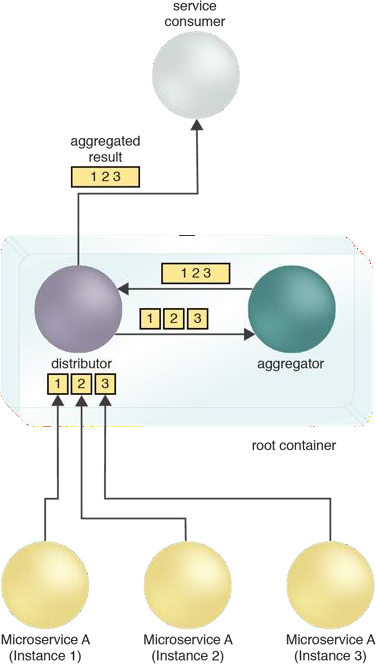 service
consumer
aggregated
result
1 2 3
1 2 3
1 2 3
distributor
aggregator
1 2 3
root container
Microservice A
(Instance 1)
Microservice A
(Instance 2)
Microservice A
(Instance 3)